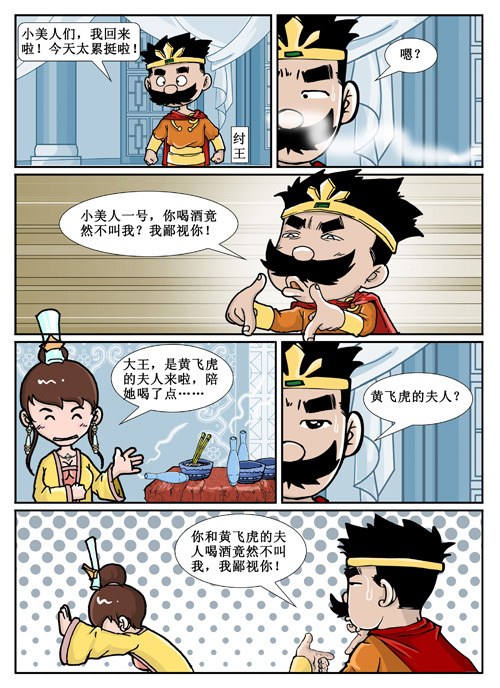 小美人们，我回来
啦！今天太累挺啦！
纣
王
嗯？
小美人一号，你喝酒竟
然不叫我？我鄙视你！
大王，是黄飞虎
的夫人来啦，陪
她喝了点……
黄飞虎的夫人？
你和黄飞虎的夫
人喝酒竟然不叫
我，我鄙视你！